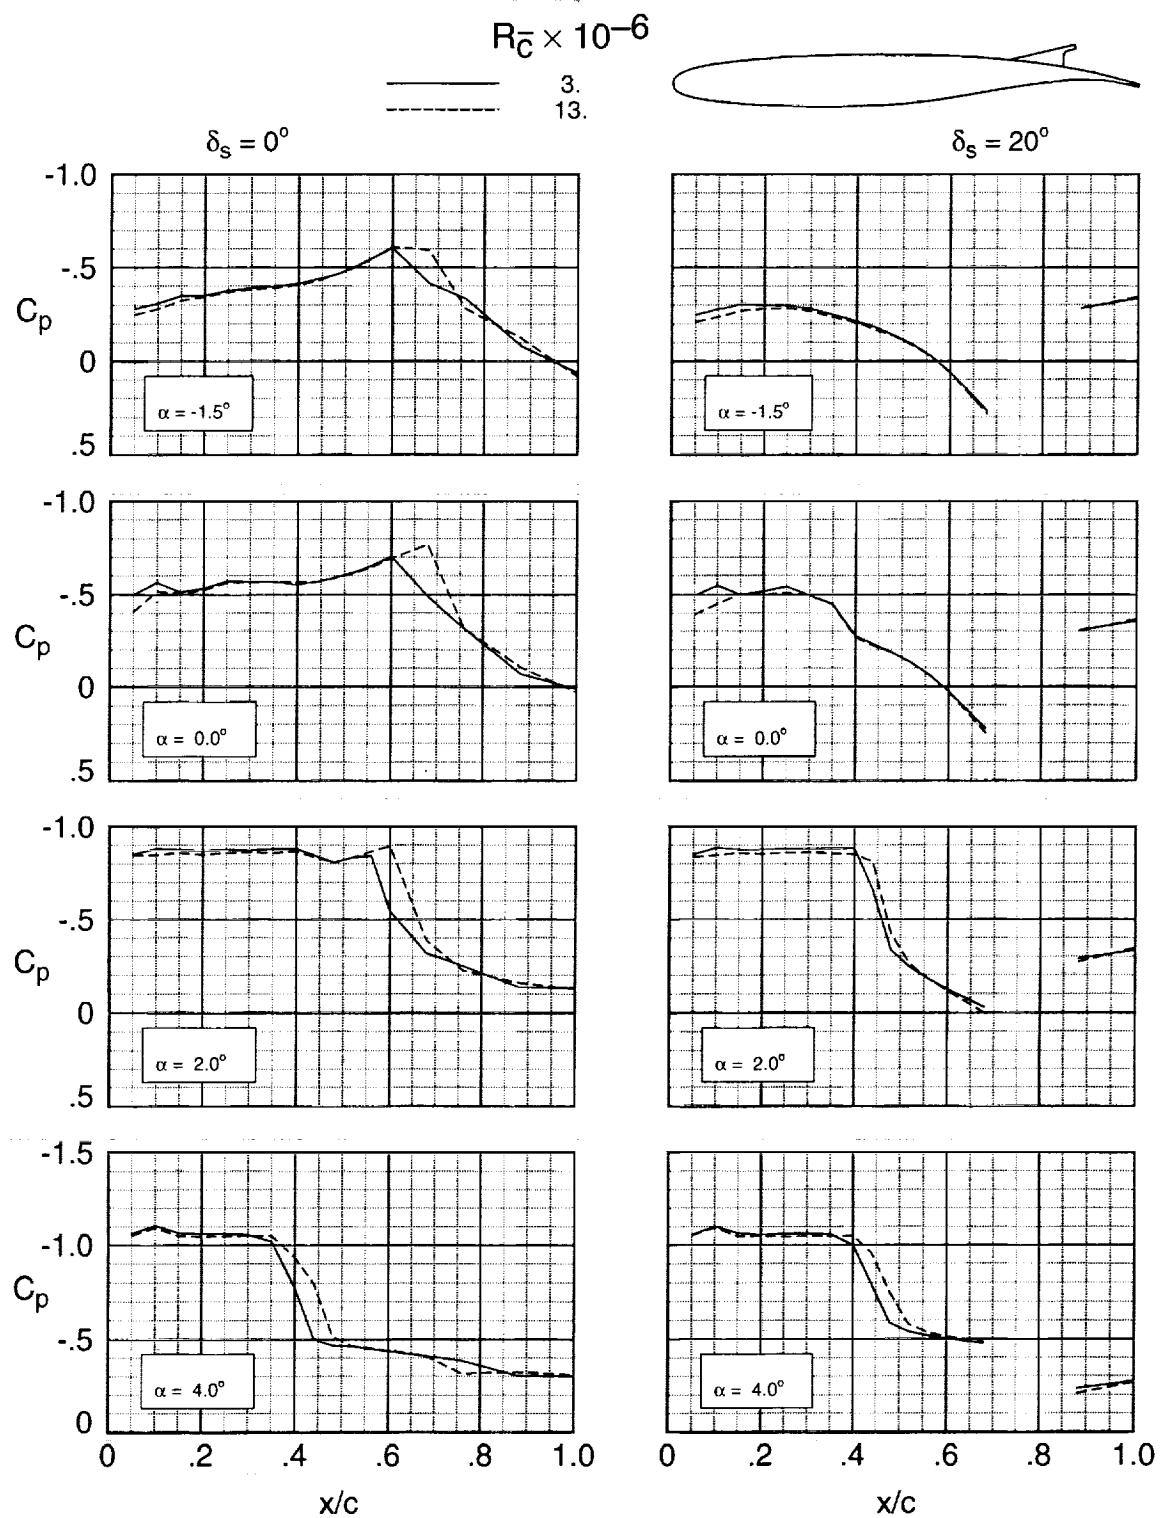 R_c̅ × 10⁻⁶
3.
13.
δₛ = 0°
δₛ = 20°
-1.0
-.5
Cₚ
0
.5
α = -1.5°
α = -1.5°
-1.0
-.5
Cₚ
0
.5
α = 0.0°
α = 0.0°
-1.0
-.5
Cₚ
0
.5
α = 2.0°
α = 2.0°
-1.5
-1.0
Cₚ
-.5
0
α = 4.0°
α = 4.0°
0 .2 .4 .6 .8 1.0
0 .2 .4 .6 .8 1.0
x/c
x/c